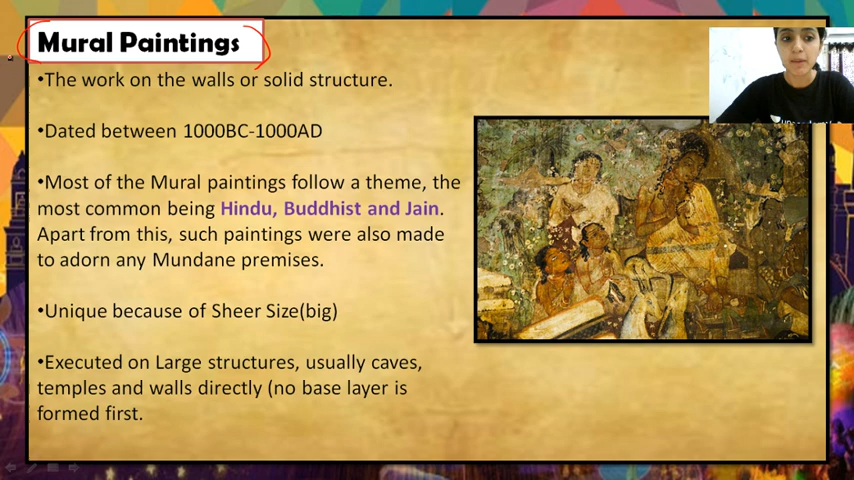 Mural Paintings
•The work on the walls or solid structure.
•Dated between 1000BC-1000AD
•Most of the Mural paintings follow a theme, the
most common being Hindu, Buddhist and Jain.
Apart from this, such paintings were also made
to adorn any Mundane premises.
•Unique because of Sheer Size(big)
•Executed on Large structures, usually caves,
temples and walls directly (no base layer is
formed first.